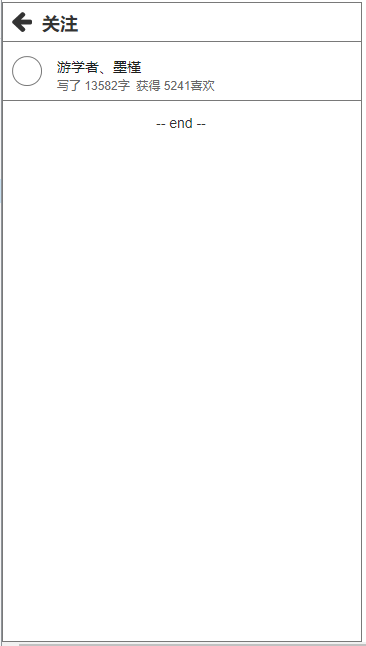 关注
游学者、墨槿
写了 13582字 获得 5241喜欢
-- end --